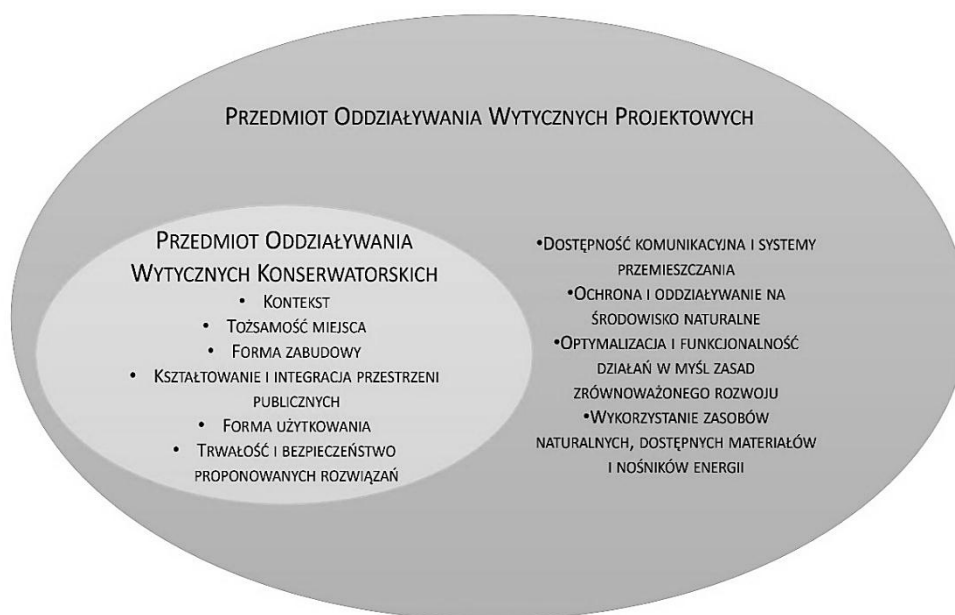 Przedmiot Oddziaływania Wytycznych Projektowych
Przedmiot Oddziaływania
Wytycznych Konserwatorskich
• Kontekst
• Tożsamość miejsca
• Forma zabudowy
• Kształtowanie i integracja przestrzeni
publicznych
• Forma użytkowania
• Trwałość i bezpieczeństwo
proponowanych rozwiązań
•Dostępność komunikacyjna i systemy
przemieszczania
•Ochrona i oddziaływanie na
środowisko naturalne
•Optymalizacja i funkcjonalność
działań w myśl zasad
zrównoważonego rozwoju
•Wykorzystanie zasobów
naturalnych, dostępnych materiałów
i nośników energii